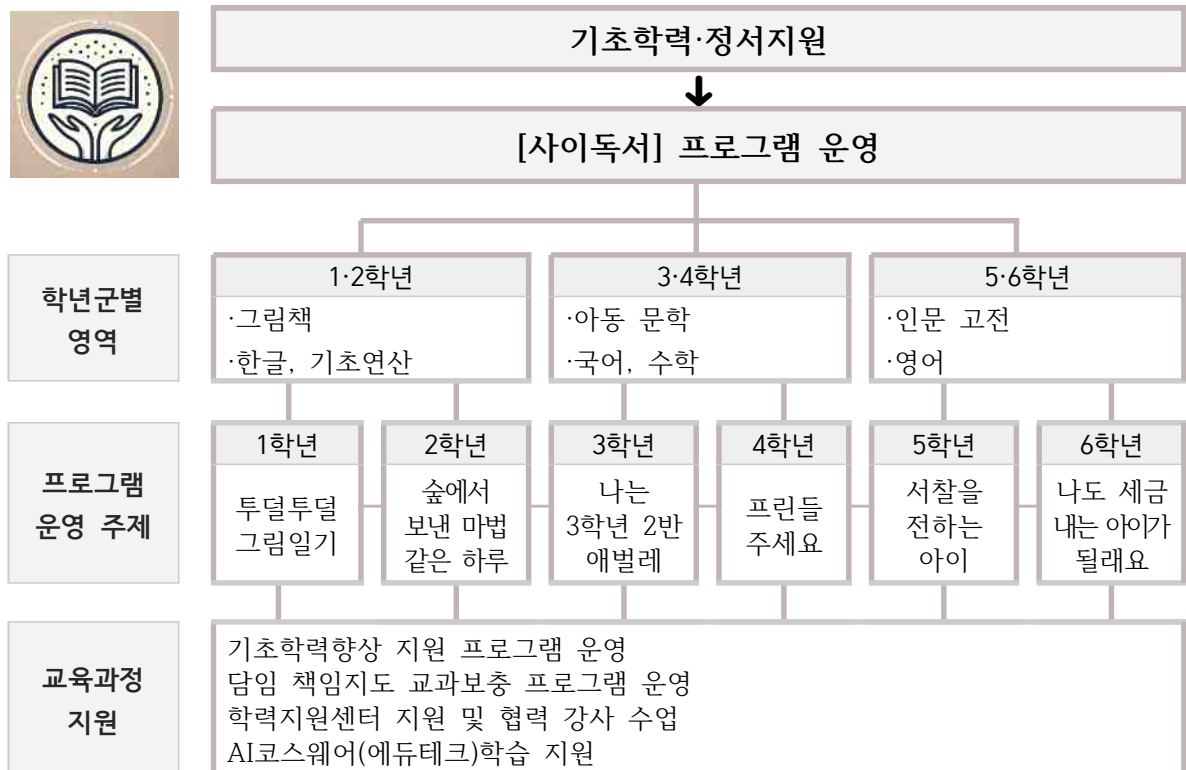 기초학력·정서지원
[사이독서] 프로그램 운영
학년군별
영역
1·2학년
·그림책
·한글, 기초연산
3·4학년
·아동 문학
·국어, 수학
5·6학년
·인문 고전
·영어
프로그램
운영 주제
1학년
투덜투덜
그림일기
2학년
숲에서
보낸 마법
같은 하루
3학년
나는
3학년 2반
애벌레
4학년
프린들
주세요
5학년
서찰을
전하는
아이
6학년
나도 세금
내는 아이가
될래요
교육과정
지원
기초학력향상 지원 프로그램 운영
담임 책임지도 교과보충 프로그램 운영
학력지원센터 지원 및 협력 강사 수업
AI코스웨어(에듀테크)학습 지원